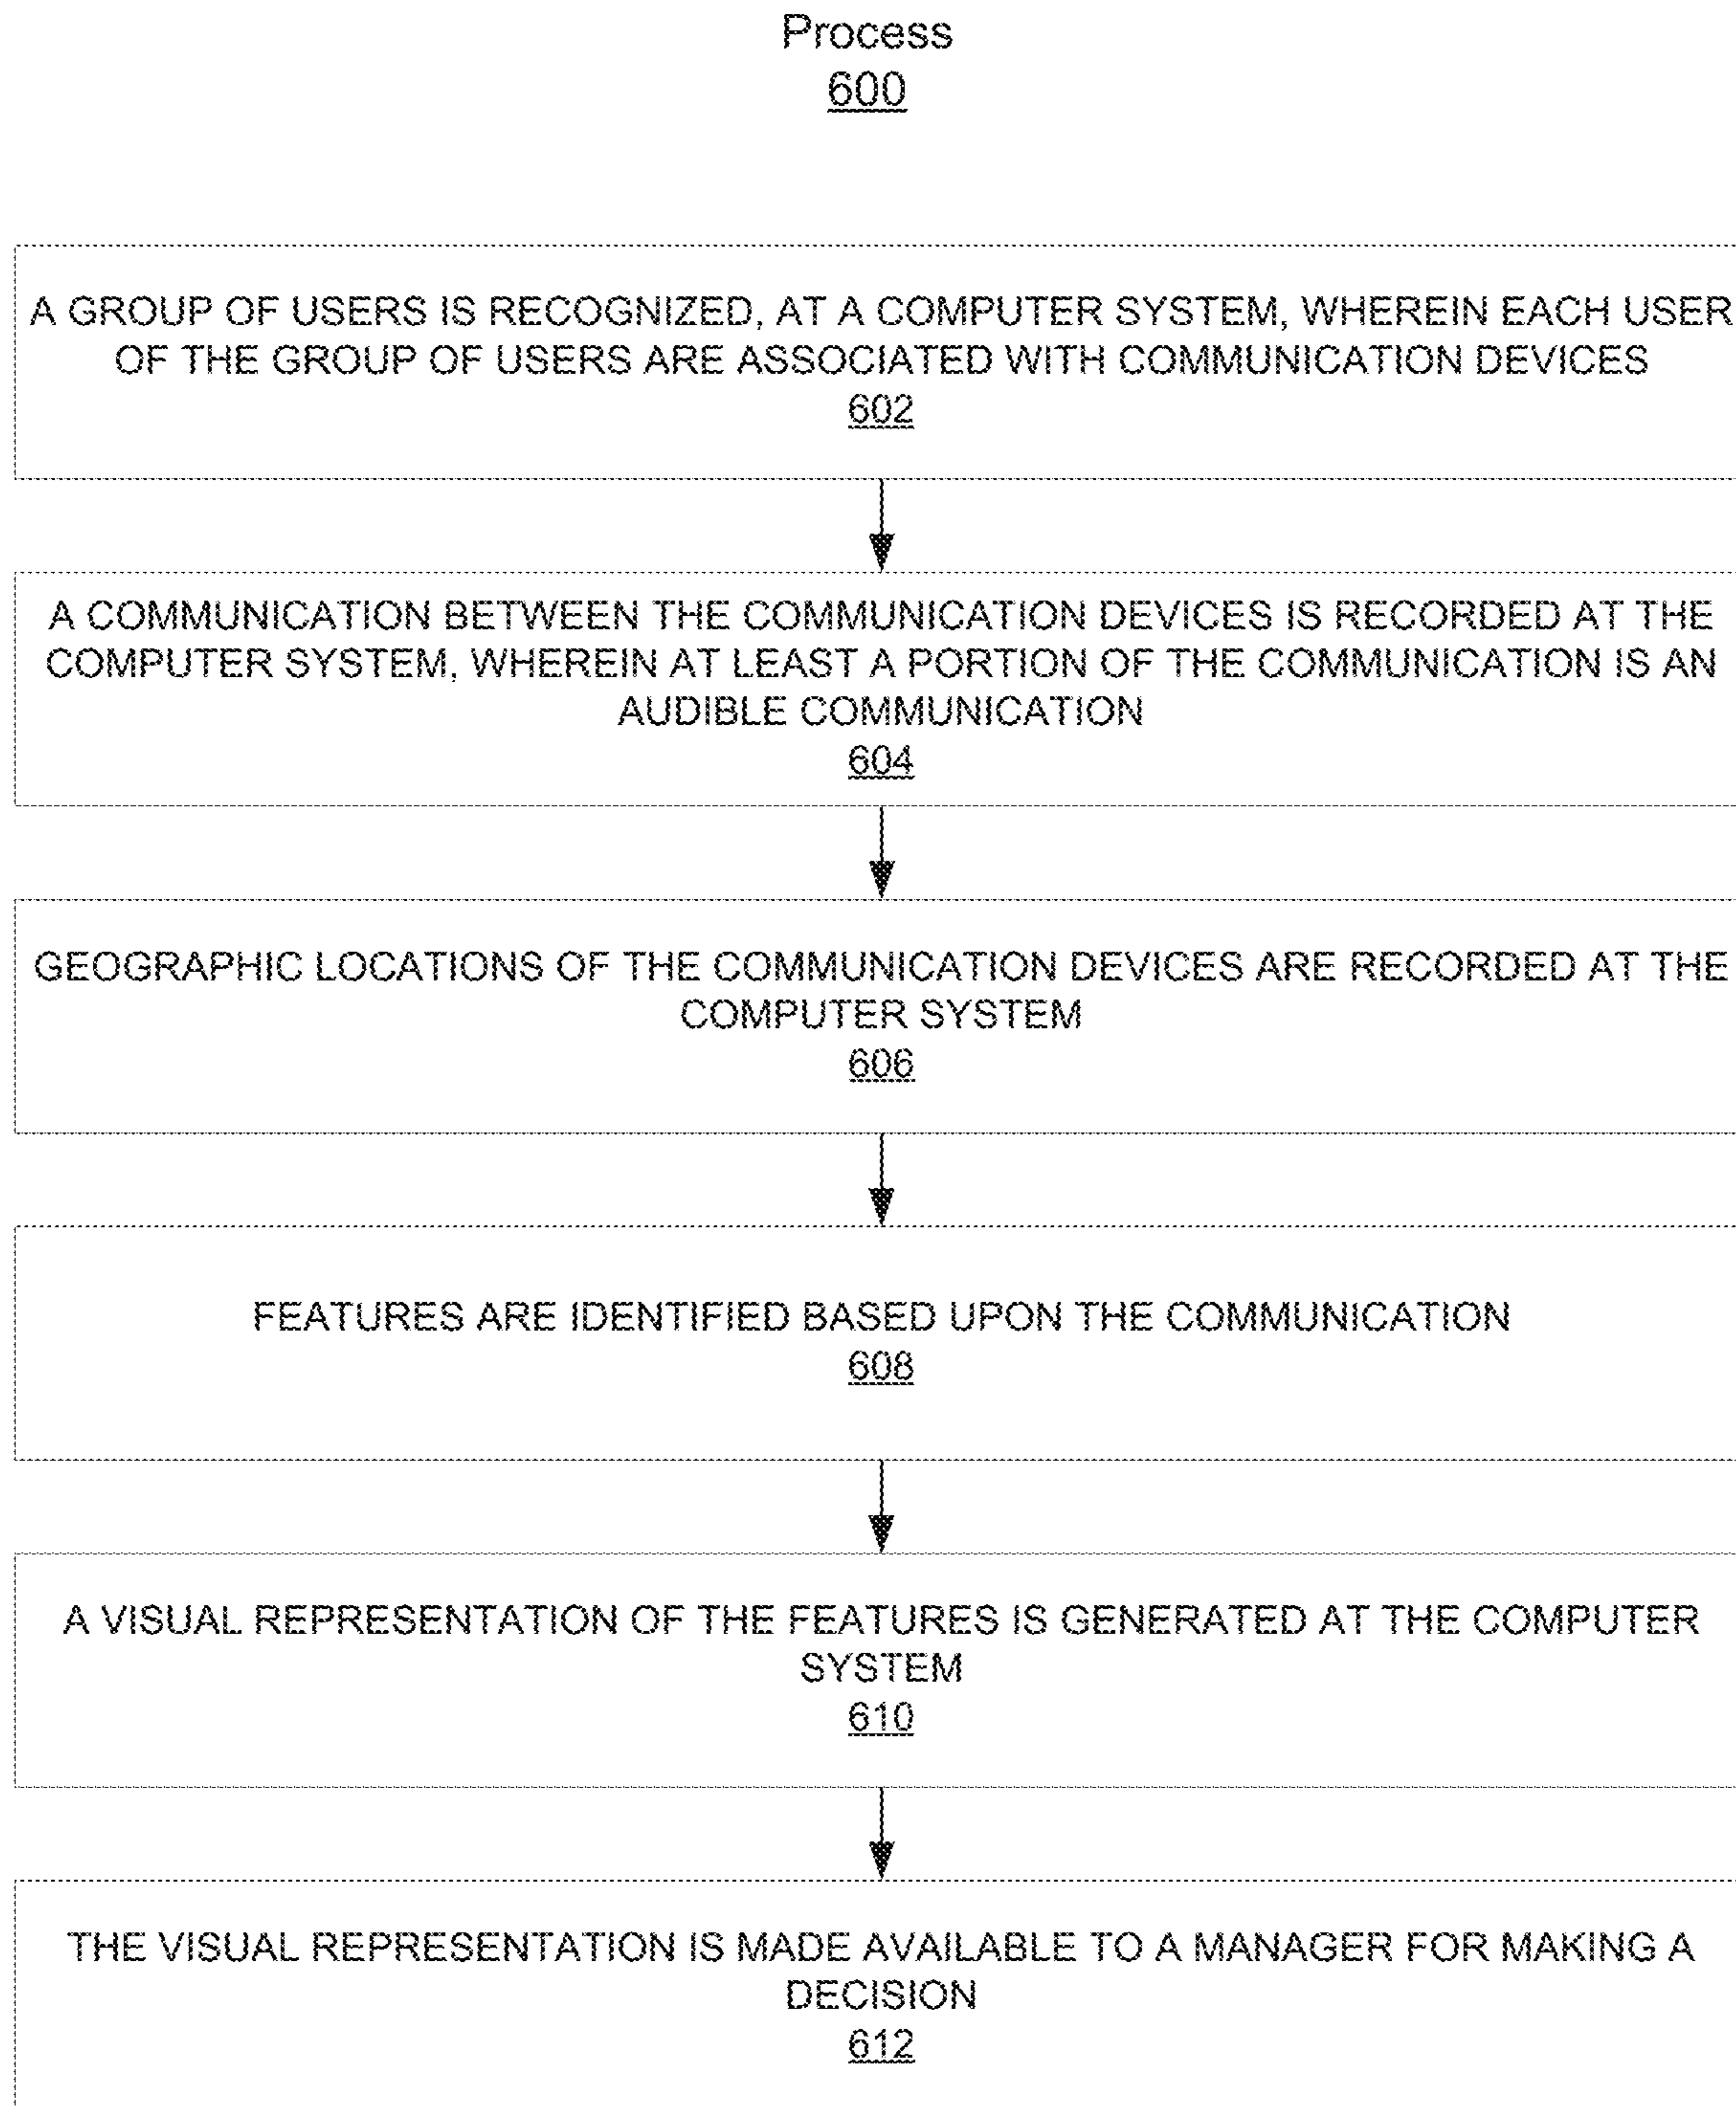 Process
600
A GROUP OF USERS IS RECOGNIZED, AT A COMPUTER SYSTEM, WHEREIN EACH USER
OF THE GROUP OF USERS ARE ASSOCIATED WITH COMMUNICATION DEVICES
602
A COMMUNICATION BETWEEN THE COMMUNICATION DEVICES IS RECORDED AT THE
COMPUTER SYSTEM, WHEREIN AT LEAST A PORTION OF THE COMMUNICATION IS AN
AUDIBLE COMMUNICATION
604
GEOGRAPHIC LOCATIONS OF THE COMMUNICATION DEVICES ARE RECORDED AT THE
COMPUTER SYSTEM
606
FEATURES ARE IDENTIFIED BASED UPON THE COMMUNICATION
608
A VISUAL REPRESENTATION OF THE FEATURES IS GENERATED AT THE COMPUTER
SYSTEM
610
THE VISUAL REPRESENTATION IS MADE AVAILABLE TO A MANAGER FOR MAKING A
DECISION
612